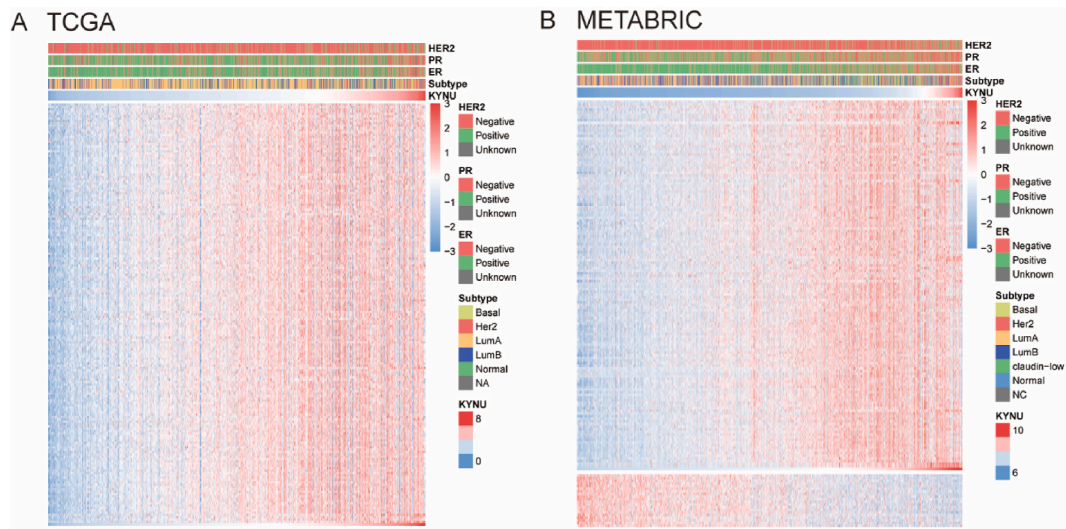 A TCGA
HER2
PR
ER
Subtype
KYNU
3
2
1
0
−1
−2
−3
HER2
Negative
Positive
Unknown
PR
Negative
Positive
Unknown
ER
Negative
Positive
Unknown
Subtype
Basal
Her2
LumA
LumB
Normal
NA
KYNU
8
0
B METABRIC
HER2
PR
ER
Subtype
KYNU
3
2
1
0
−1
−2
−3
HER2
Negative
Positive
Unknown
PR
Negative
Positive
Unknown
ER
Negative
Positive
Unknown
Subtype
Basal
Her2
LumA
LumB
claudin-low
Normal
NC
KYNU
10
6